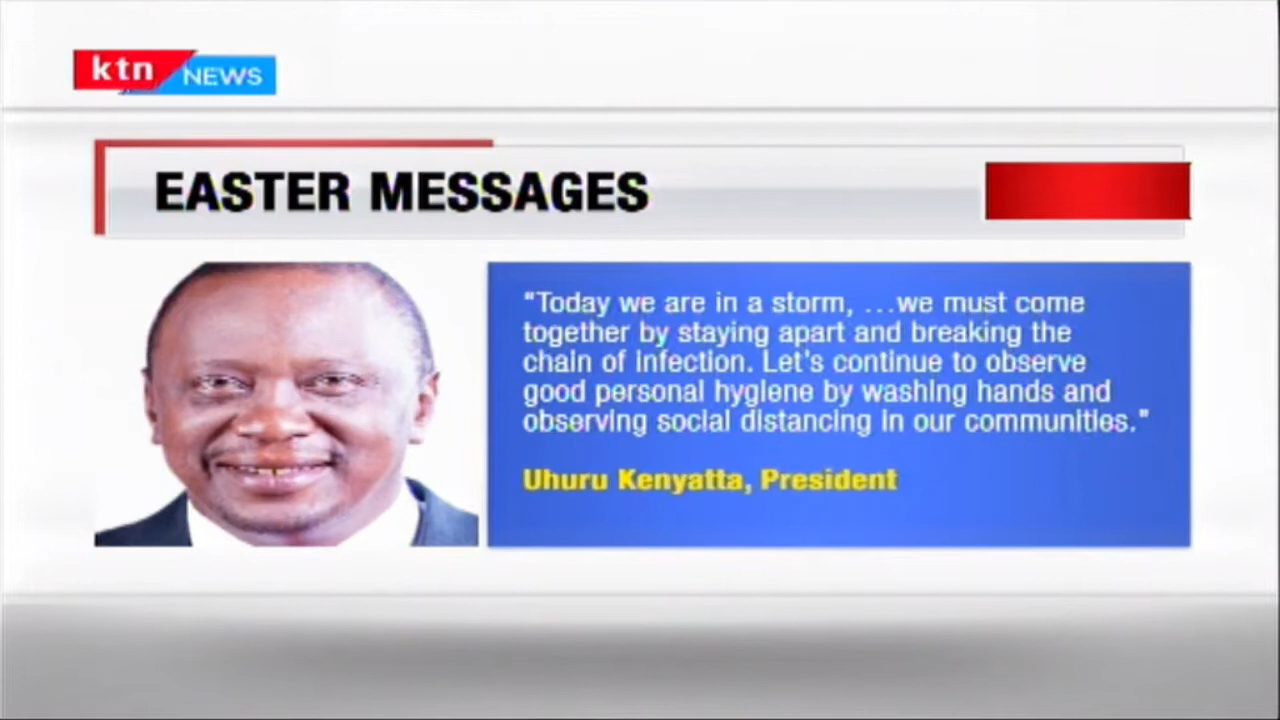 ktn NEWS
EASTER MESSAGES
"Today we are in a storm, ...we must come
together by staying apart and breaking the
chain of infection. Let's continue to observe
good personal hygiene by washing hands and
observing social distancing in our communities."
Uhuru Kenyatta, President